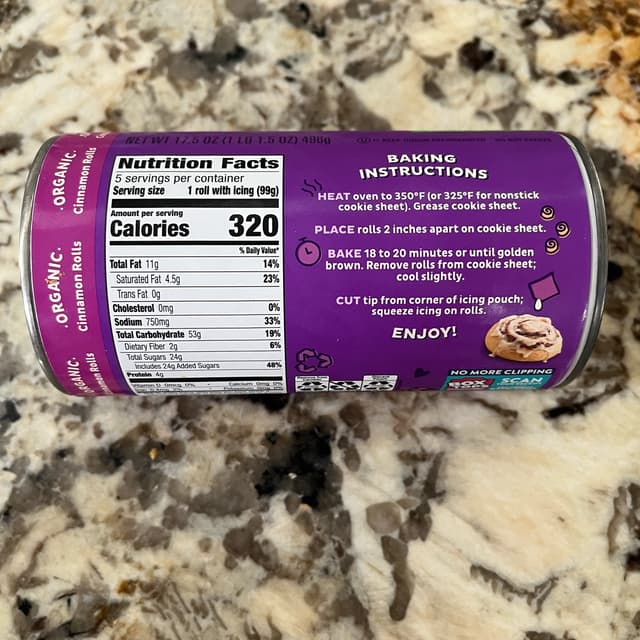 .ORGANIC.
Cinnamon Rolls
.ORGANIC.
Cinnamon Rolls
NET WT 17.5 OZ (1 LB 1.5 OZ) 496g
Nutrition Facts
5 servings per container
Serving size 1 roll with icing (99g)
Amount per serving
Calories 320
% Daily Value*
Total Fat 11g 14%
Saturated Fat 4.5g 23%
Trans Fat 0g
Cholesterol 0mg 0%
Sodium 750mg 33%
Total Carbohydrate 53g 19%
Dietary Fiber 2g 6%
Total Sugars 24g
Includes 24g Added Sugars 48%
Protein 4g
Vitamin D 0mcg 0% · Calcium 0mg 0%
BAKING
INSTRUCTIONS
HEAT oven to 350°F (or 325°F for nonstick
cookie sheet). Grease cookie sheet.
PLACE rolls 2 inches apart on cookie sheet.
BAKE 18 to 20 minutes or until golden
brown. Remove rolls from cookie sheet;
cool slightly.
CUT tip from corner of icing pouch;
squeeze icing on rolls.
ENJOY!
NO MORE CLIPPING
SCAN